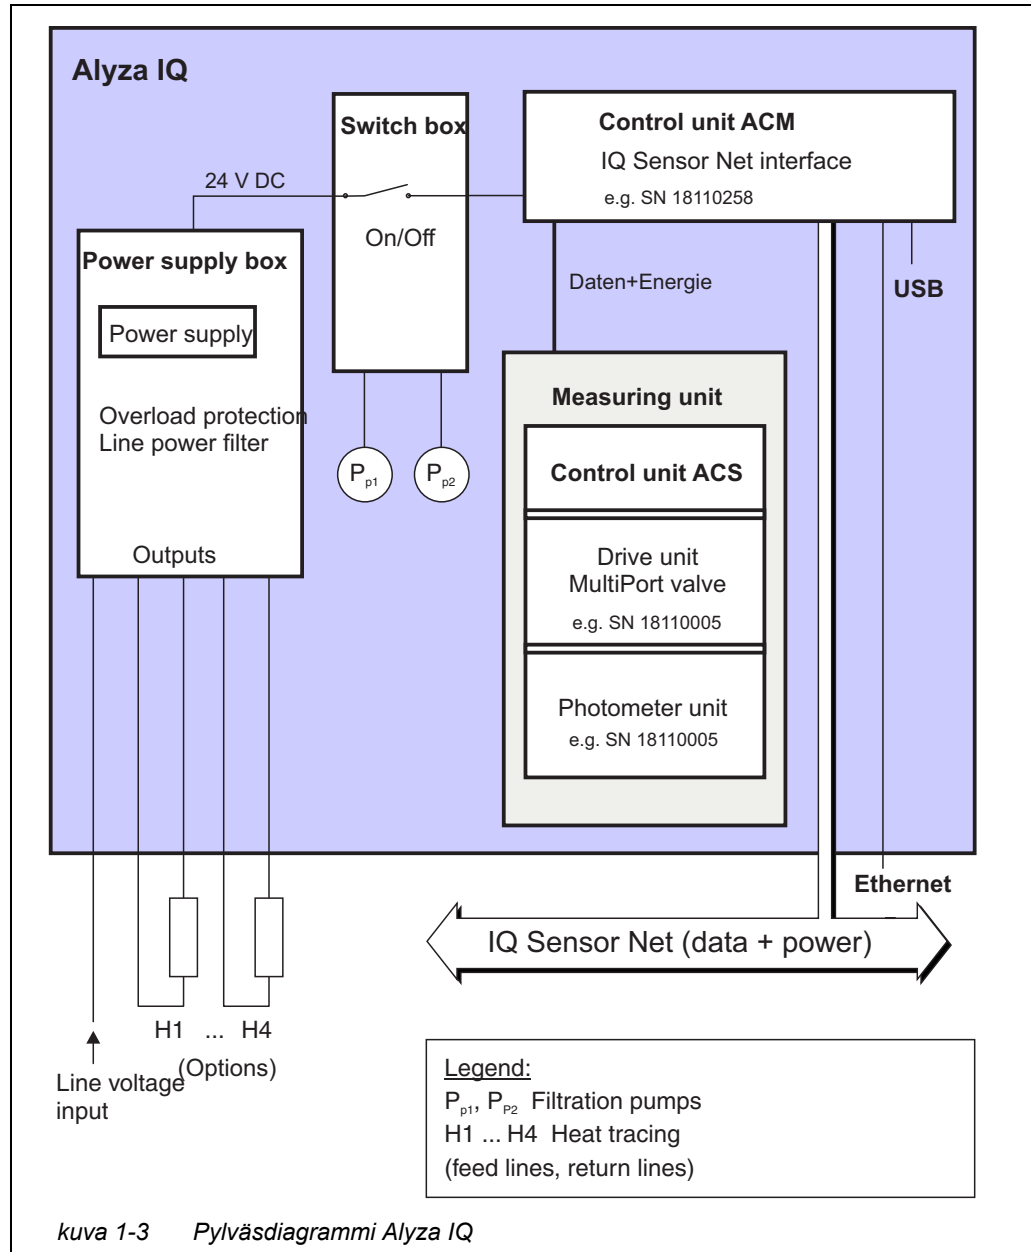 Alyza IQ
Switch box
On/Off
Control unit ACM
IQ Sensor Net interface
e.g. SN 18110258
24 V DC
Power supply box
Power supply
Overload protection
Line power filter
Outputs
Daten+Energie
USB
Pp1
Pp2
Measuring unit
Control unit ACS
Drive unit
MultiPort valve
e.g. SN 18110005
Photometer unit
e.g. SN 18110005
Ethernet
IQ Sensor Net (data + power)
H1 ... H4
(Options)
Line voltage
input
Legend:
Pp1, PP2 Filtration pumps
H1 ... H4 Heat tracing
(feed lines, return lines)
kuva 1-3 Pylväsdiagrammi Alyza IQ